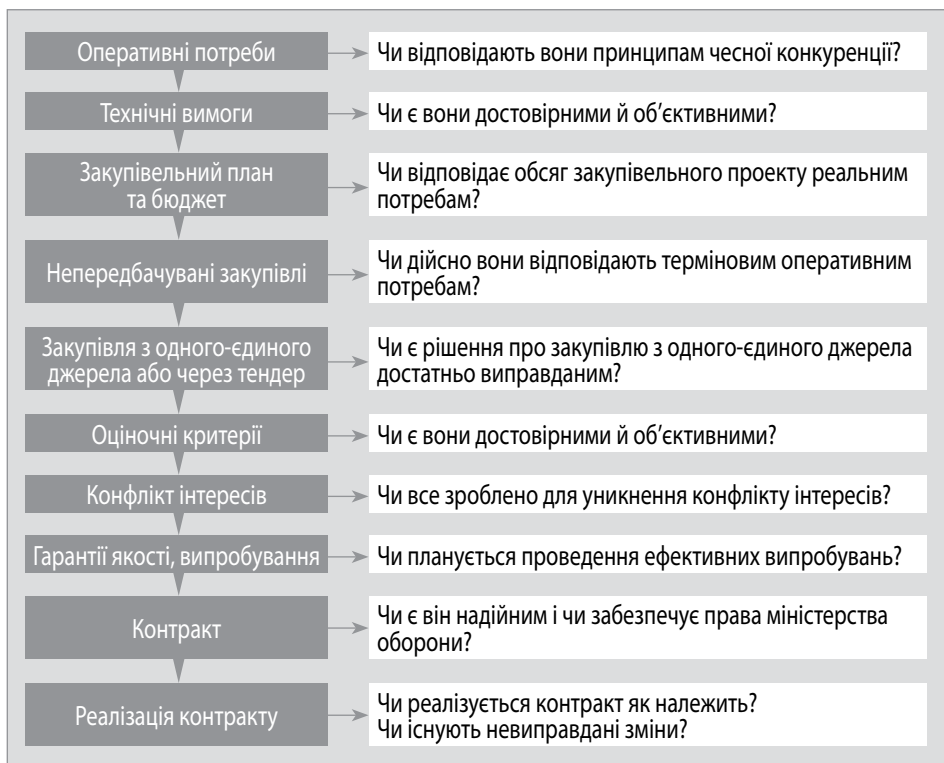 Оперативні потреби
Чи відповідають вони принципам чесної конкуренції?
Технічні вимоги
Чи є вони достовірними й об’єктивними?
Закупівельний план
та бюджет
Чи відповідає обсяг закупівельного проекту реальним
потребам?
Непередбачувані закупівлі
Чи дійсно вони відповідають терміновим оперативним
потребам?
Закупівля з одного-єдиного
джерела або через тендер
Чи є рішення про закупівлю з одного-єдиного джерела
достатньо виправданим?
Оціночні критерії
Чи є вони достовірними й об’єктивними?
Конфлікт інтересів
Чи все зроблено для уникнення конфлікту інтересів?
Гарантії якості, випробування
Чи планується проведення ефективних випробувань?
Контракт
Чи є він надійним і чи забезпечує права міністерства
оборони?
Реалізація контракту
Чи реалізується контракт як належить?
Чи існують невиправдані зміни?